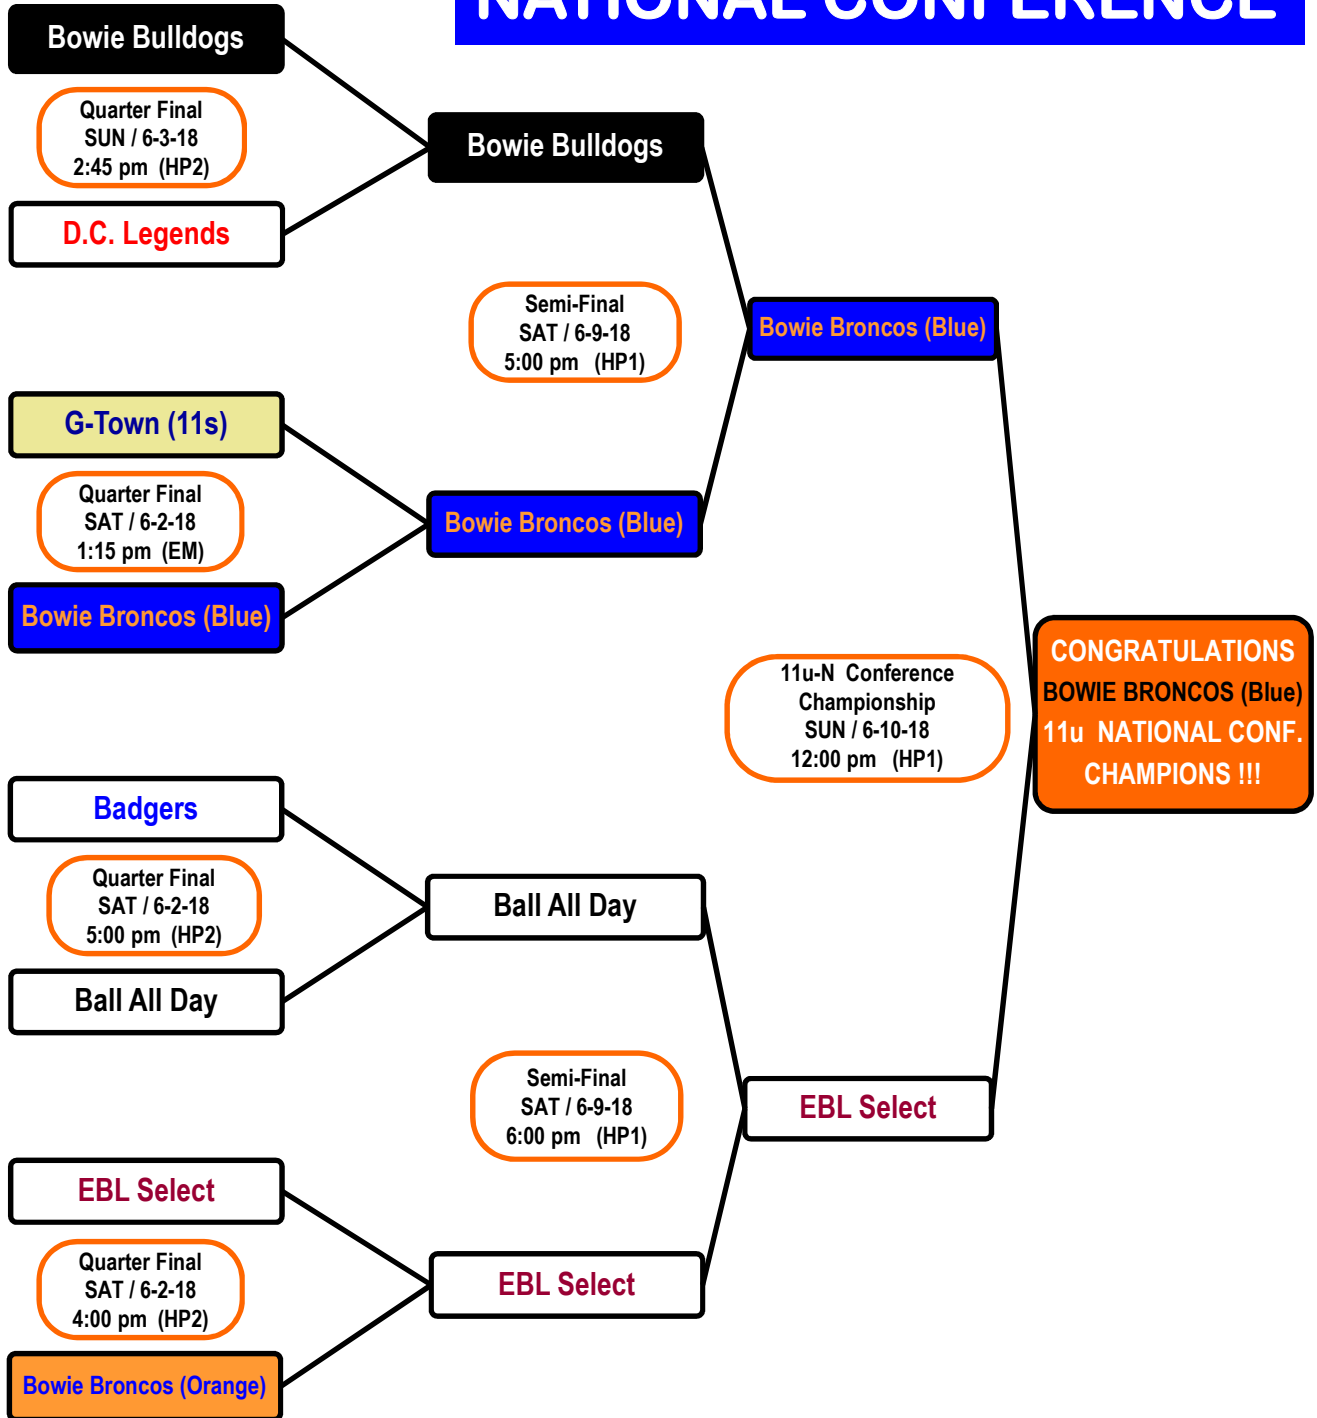 NATIONAL CONFERENCE
Bowie Bulldogs
Quarter Final
SUN / 6-3-18
2:45 pm (HP2)
D.C. Legends
Bowie Bulldogs
Semi-Final
SAT / 6-9-18
5:00 pm (HP1)
Bowie Broncos (Blue)
G-Town (11s)
Quarter Final
SAT / 6-2-18
1:15 pm (EM)
Bowie Broncos (Blue)
Bowie Broncos (Blue)
11u-N Conference
Championship
SUN / 6-10-18
12:00 pm (HP1)
CONGRATULATIONS
BOWIE BRONCOS (Blue)
11u NATIONAL CONF.
CHAMPIONS !!!
Badgers
Quarter Final
SAT / 6-2-18
5:00 pm (HP2)
Ball All Day
Ball All Day
Semi-Final
SAT / 6-9-18
6:00 pm (HP1)
EBL Select
EBL Select
Quarter Final
SAT / 6-2-18
4:00 pm (HP2)
Bowie Broncos (Orange)
EBL Select